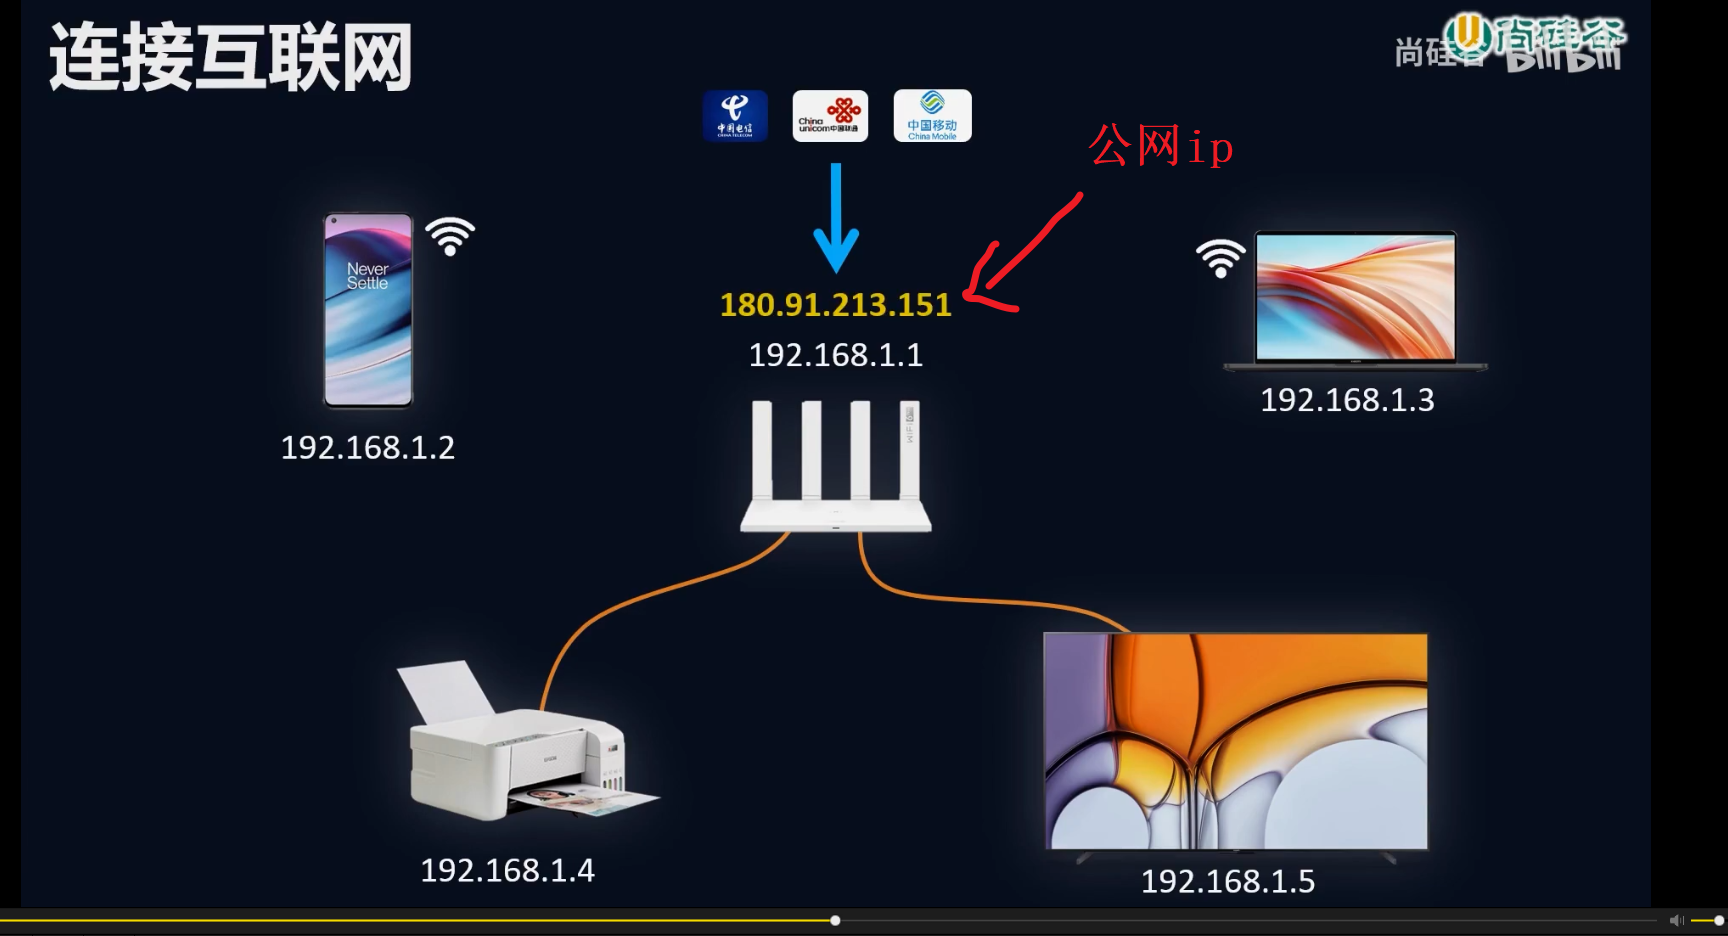 连接互联网
尚硅谷
尚硅谷
bilibili
中国电信
CHINA TELECOM
China
unicom中国联通
中国移动
China Mobile
公网ip
Never
Settle
180.91.213.151
192.168.1.1
192.168.1.2
192.168.1.3
EPSON
192.168.1.4
192.168.1.5